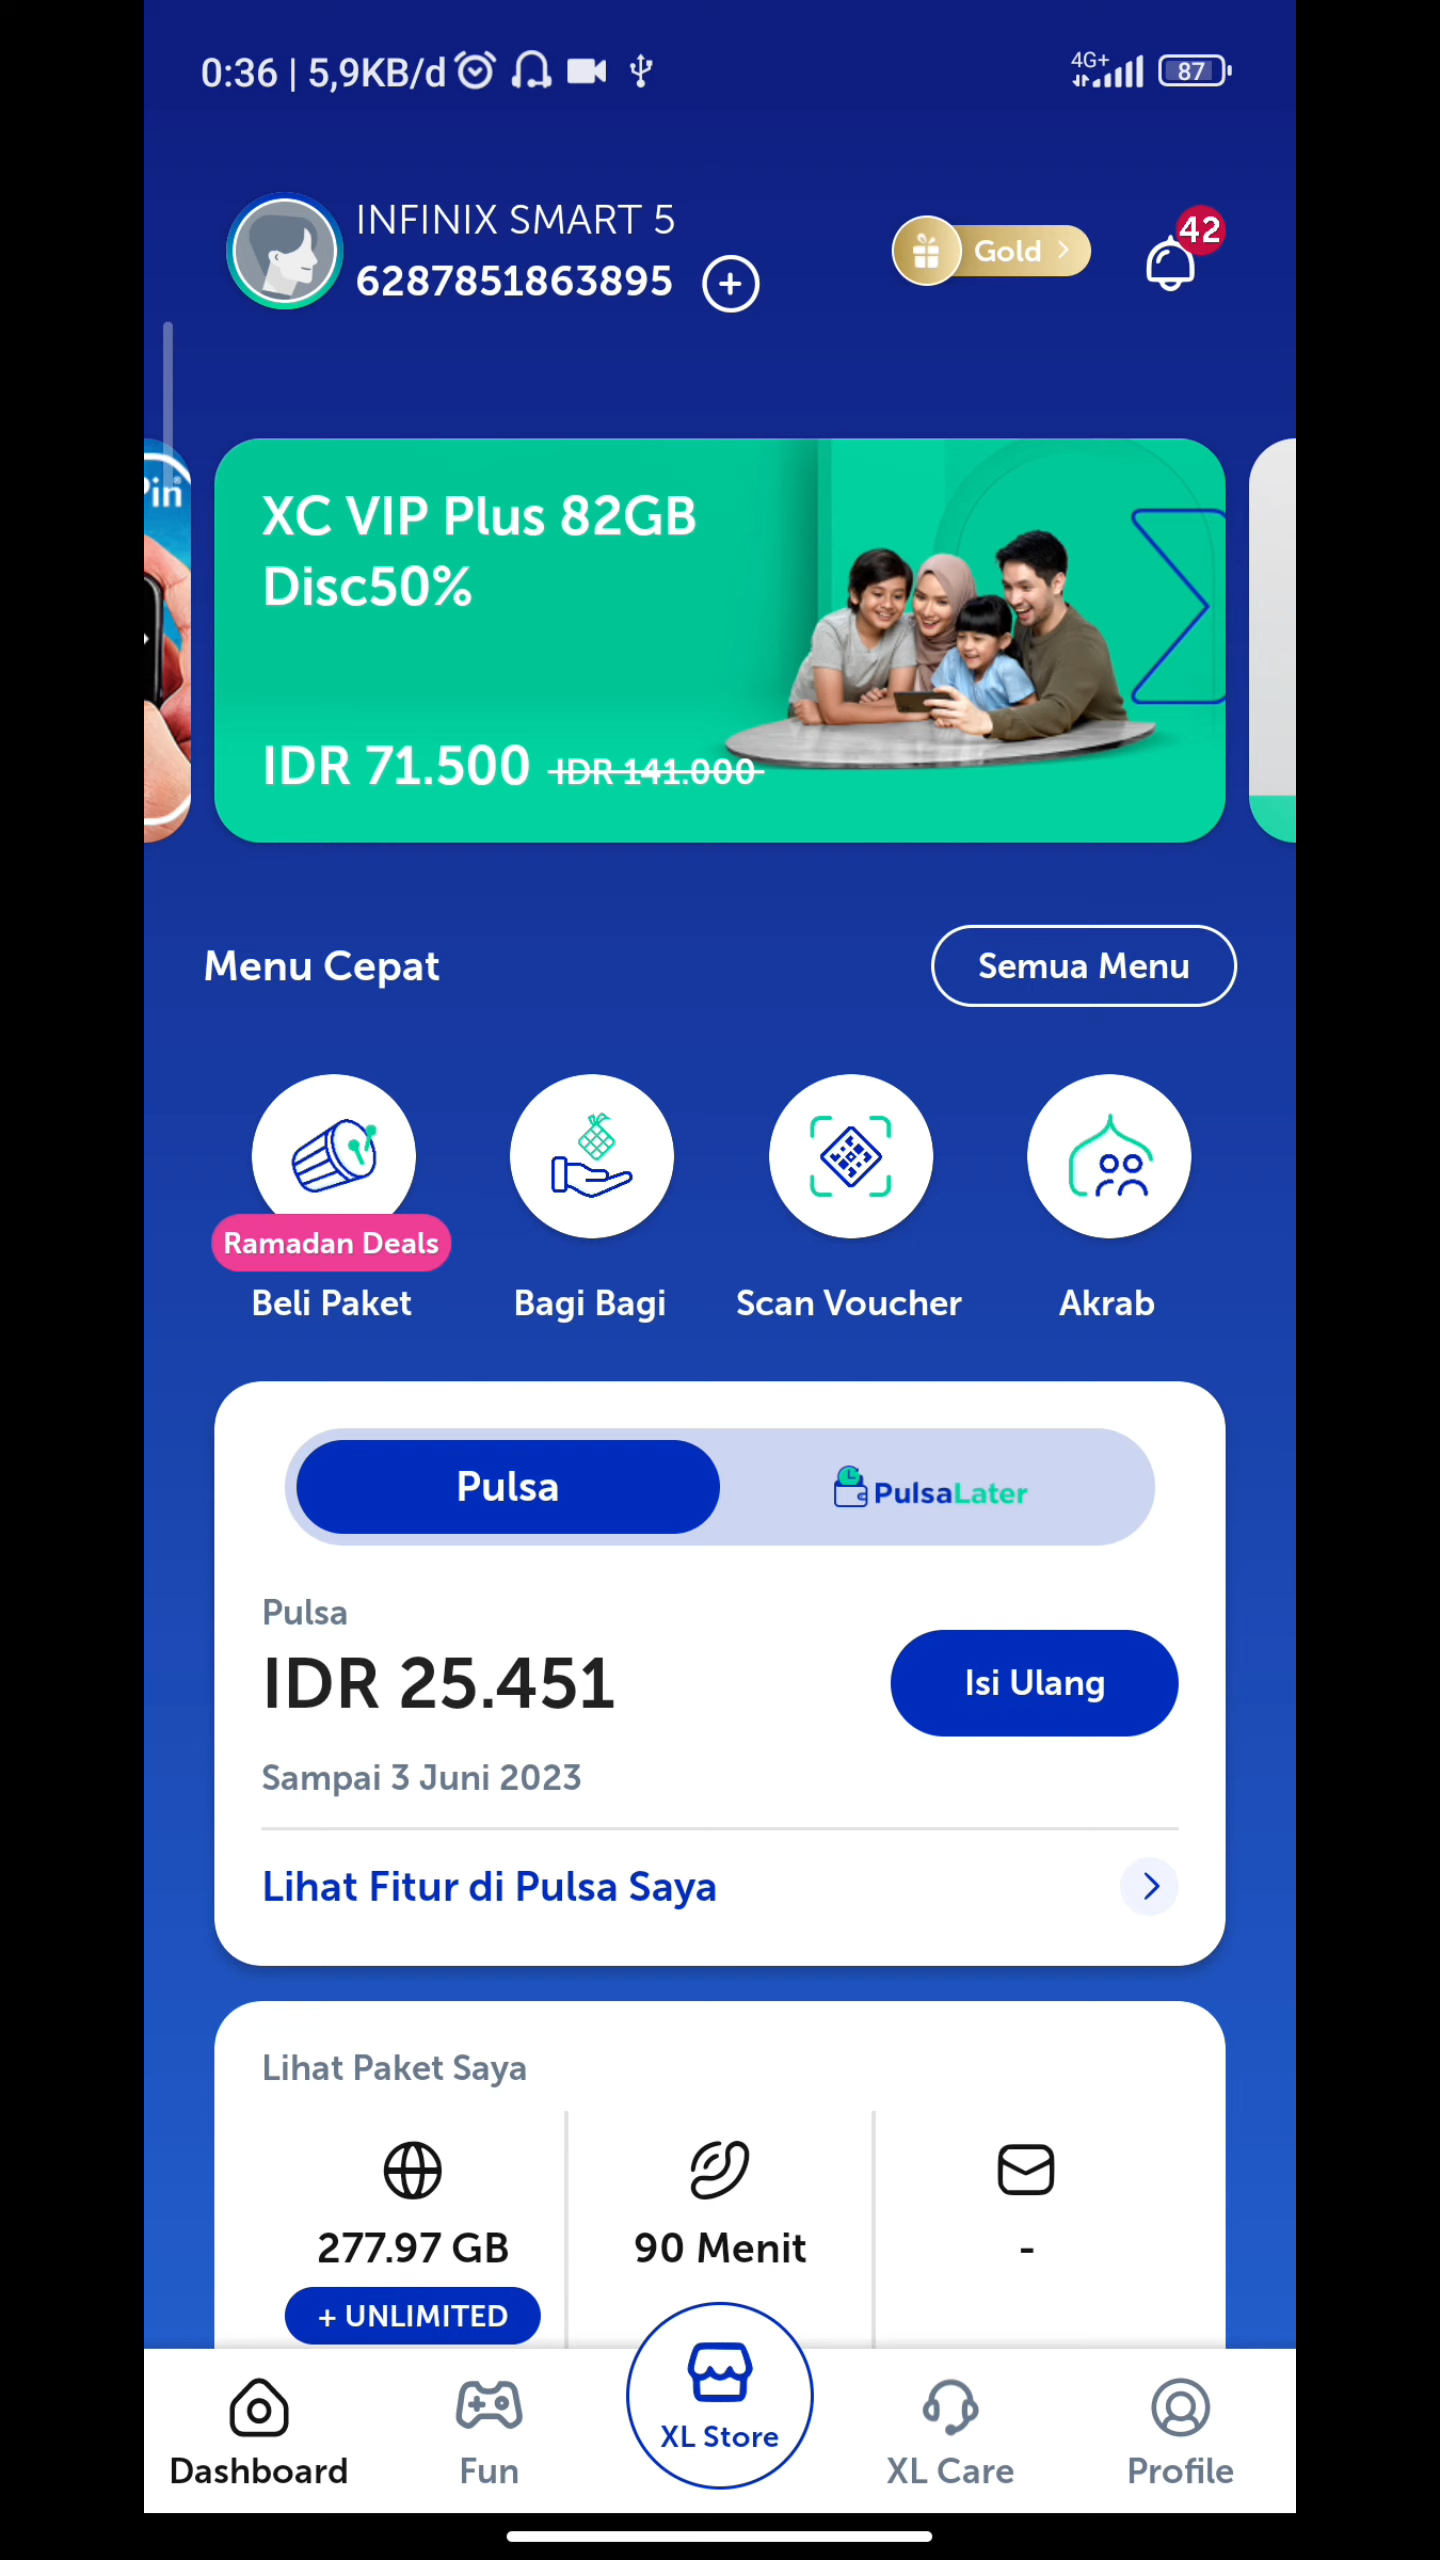 0:36 | 5,9KB/d
4G+
87
INFINIX SMART 5
6287851863895
Gold
42
Pin
XC VIP Plus 82GB
Disc50%
IDR 71.500 IDR 141.000
Menu Cepat
Semua Menu
Ramadan Deals
Beli Paket
Bagi Bagi
Scan Voucher
Akrab
Pulsa
PulsaLater
Pulsa
IDR 25.451
Isi Ulang
Sampai 3 Juni 2023
Lihat Fitur di Pulsa Saya
Lihat Paket Saya
277.97 GB
90 Menit
-
+ UNLIMITED
Dashboard
Fun
XL Store
XL Care
Profile